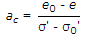 a_c = (e_0 - e) / (σ' - σ_0')